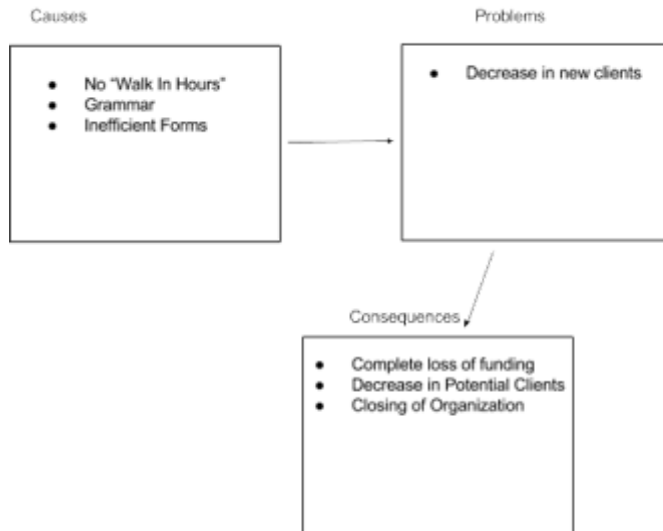 Causes
● No “Walk In Hours”
● Grammar
● Inefficient Forms
Problems
● Decrease in new clients
Consequences
● Complete loss of funding
● Decrease in Potential Clients
● Closing of Organization